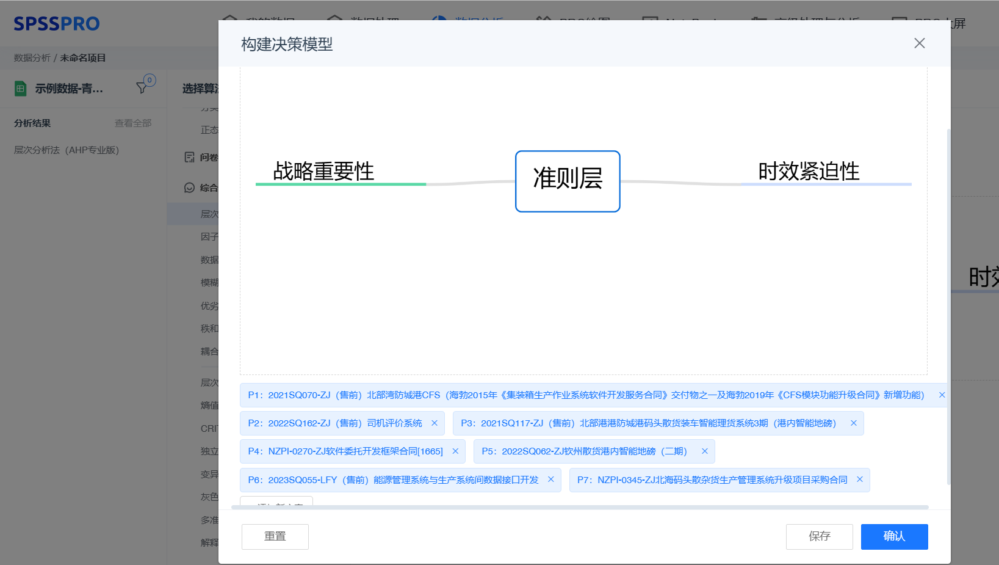 SPSSPRO
数据分析 / 未命名项目
示例数据-青...
0
分析结果
查看全部
层次分析法（AHP专业版）
选择算法
正态
问卷
综合
层次
因子
数据
模糊
优劣
秩和
耦合
层次
熵值
CRI
独立
变异
灰色
多准
解释
构建决策模型
战略重要性
准则层
时效紧迫性
时效
P1：2021SQ070-ZJ（售前）北部湾防城港CFS（海勃2015年《集装箱生产作业系统软件开发服务合同》交付物之一及海勃2019年《CFS模块功能升级合同》新增功能）
P2：2022SQ162-ZJ（售前）司机评价系统
P3：2021SQ117-ZJ（售前）北部港港防城港码头散货装车智能理货系统3期（港内智能地磅）
P4：NZPI-0270-ZJ软件委托开发框架合同[1665]
P5：2022SQ062-ZJ钦州散货港内智能地磅（二期）
P6：2023SQ055-LFY（售前）能源管理系统与生产系统间数据接口开发
P7：NZPI-0345-ZJ北海码头散杂货生产管理系统升级项目采购合同
重置
保存
确认